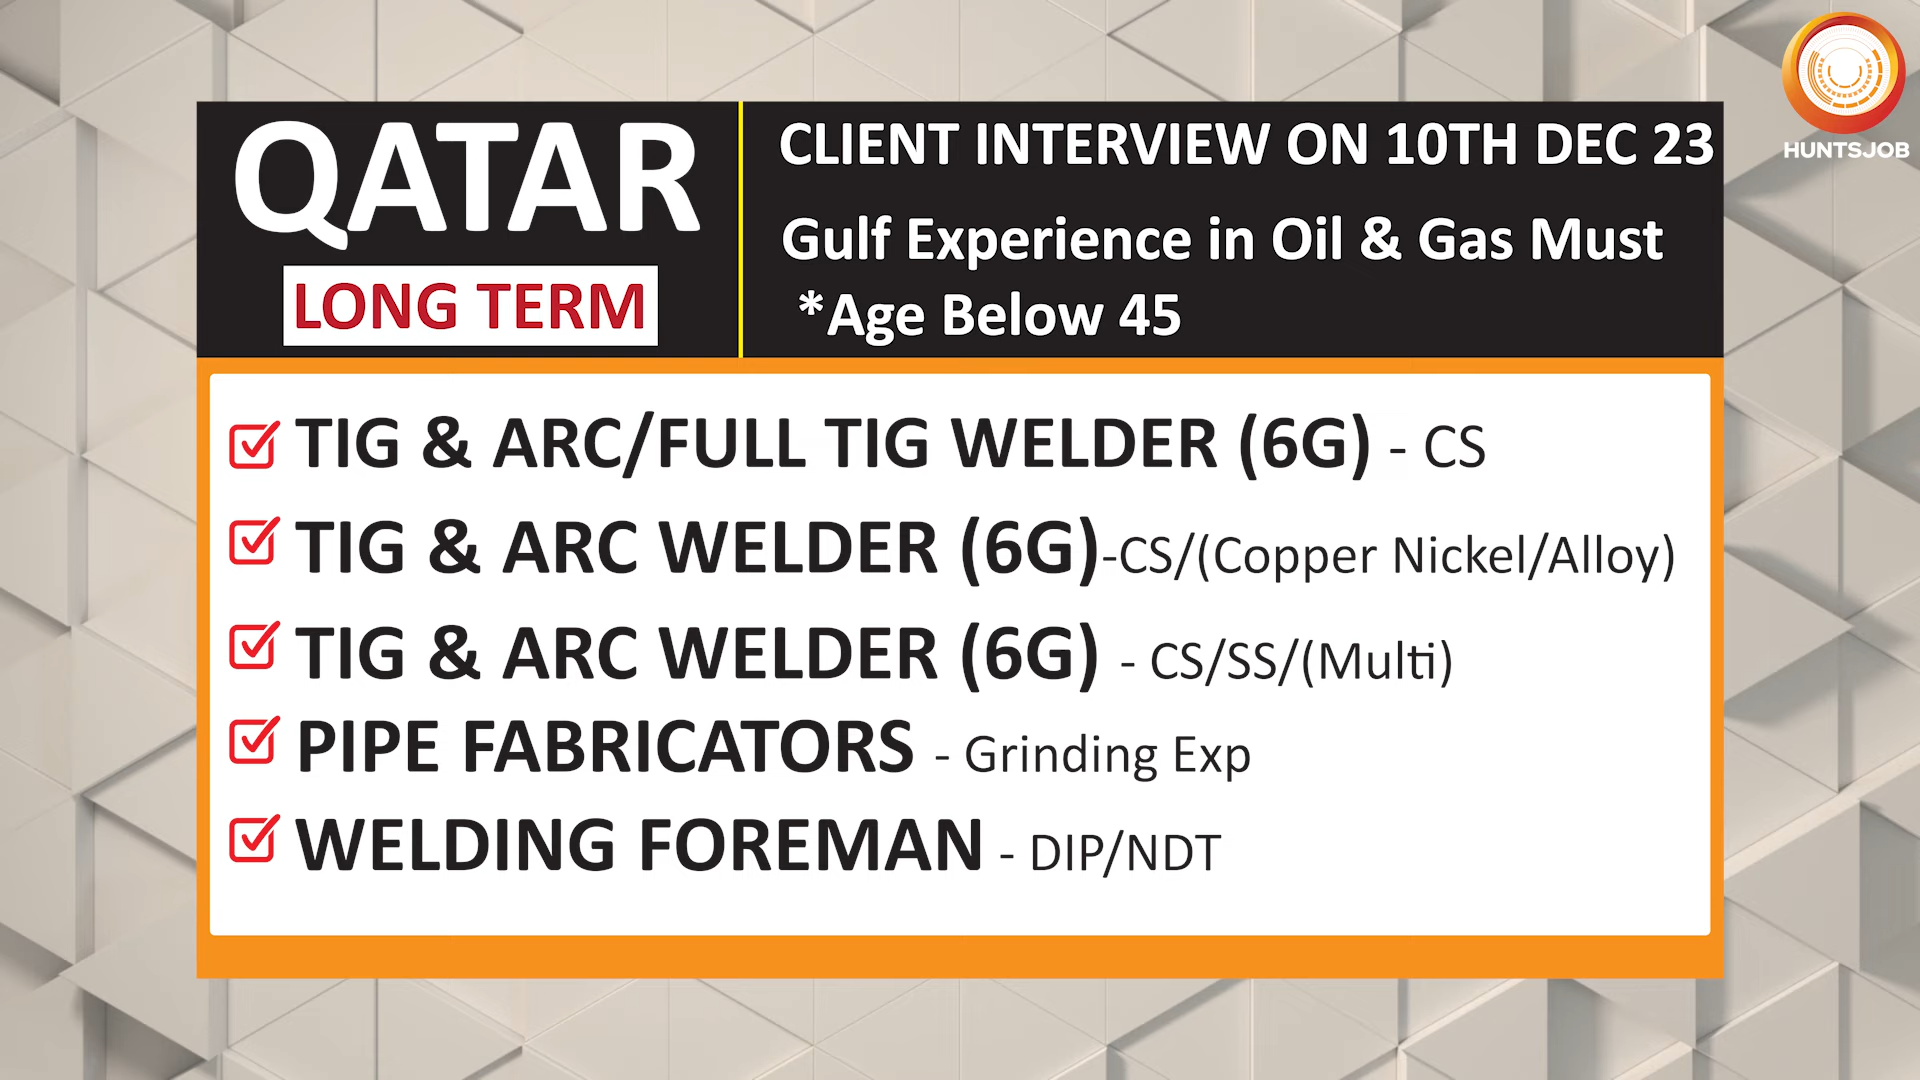 QATAR
LONG TERM
CLIENT INTERVIEW ON 10TH DEC 23
Gulf Experience in Oil & Gas Must
*Age Below 45
HUNTSJOB
TIG & ARC/FULL TIG WELDER (6G) - CS
TIG & ARC WELDER (6G)-CS/(Copper Nickel/Alloy)
TIG & ARC WELDER (6G) - CS/SS/(Multi)
PIPE FABRICATORS - Grinding Exp
WELDING FOREMAN - DIP/NDT